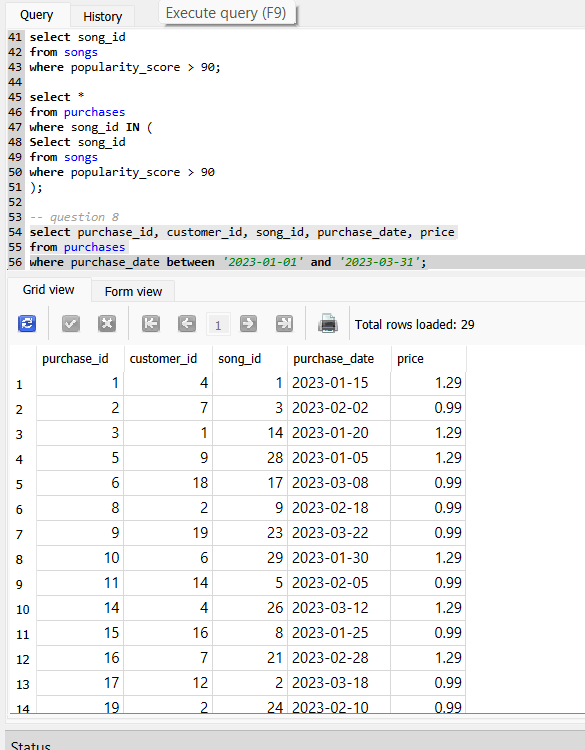 Query History Execute query (F9)
41 select song_id
42 from songs
43 where popularity_score > 90;
44
45 select *
46 from purchases
47 where song_id IN (
48 Select song_id
49 from songs
50 where popularity_score > 90
51 );
52
53 -- question 8
54 select purchase_id, customer_id, song_id, purchase_date, price
55 from purchases
56 where purchase_date between '2023-01-01' and '2023-03-31';
Grid view Form view
1 Total rows loaded: 29
purchase_id customer_id song_id purchase_date price
1 1 4 1 2023-01-15 1.29
2 2 7 3 2023-02-02 0.99
3 3 1 14 2023-01-20 1.29
4 5 9 28 2023-01-05 1.29
5 6 18 17 2023-03-08 0.99
6 8 2 9 2023-02-18 0.99
7 9 19 23 2023-03-22 0.99
8 10 6 29 2023-01-30 1.29
9 11 14 5 2023-02-05 0.99
10 14 4 26 2023-03-12 1.29
11 15 16 8 2023-01-25 0.99
12 16 7 21 2023-02-28 1.29
13 17 12 2 2023-03-18 0.99
14 19 2 24 2023-02-10 0.99
Status